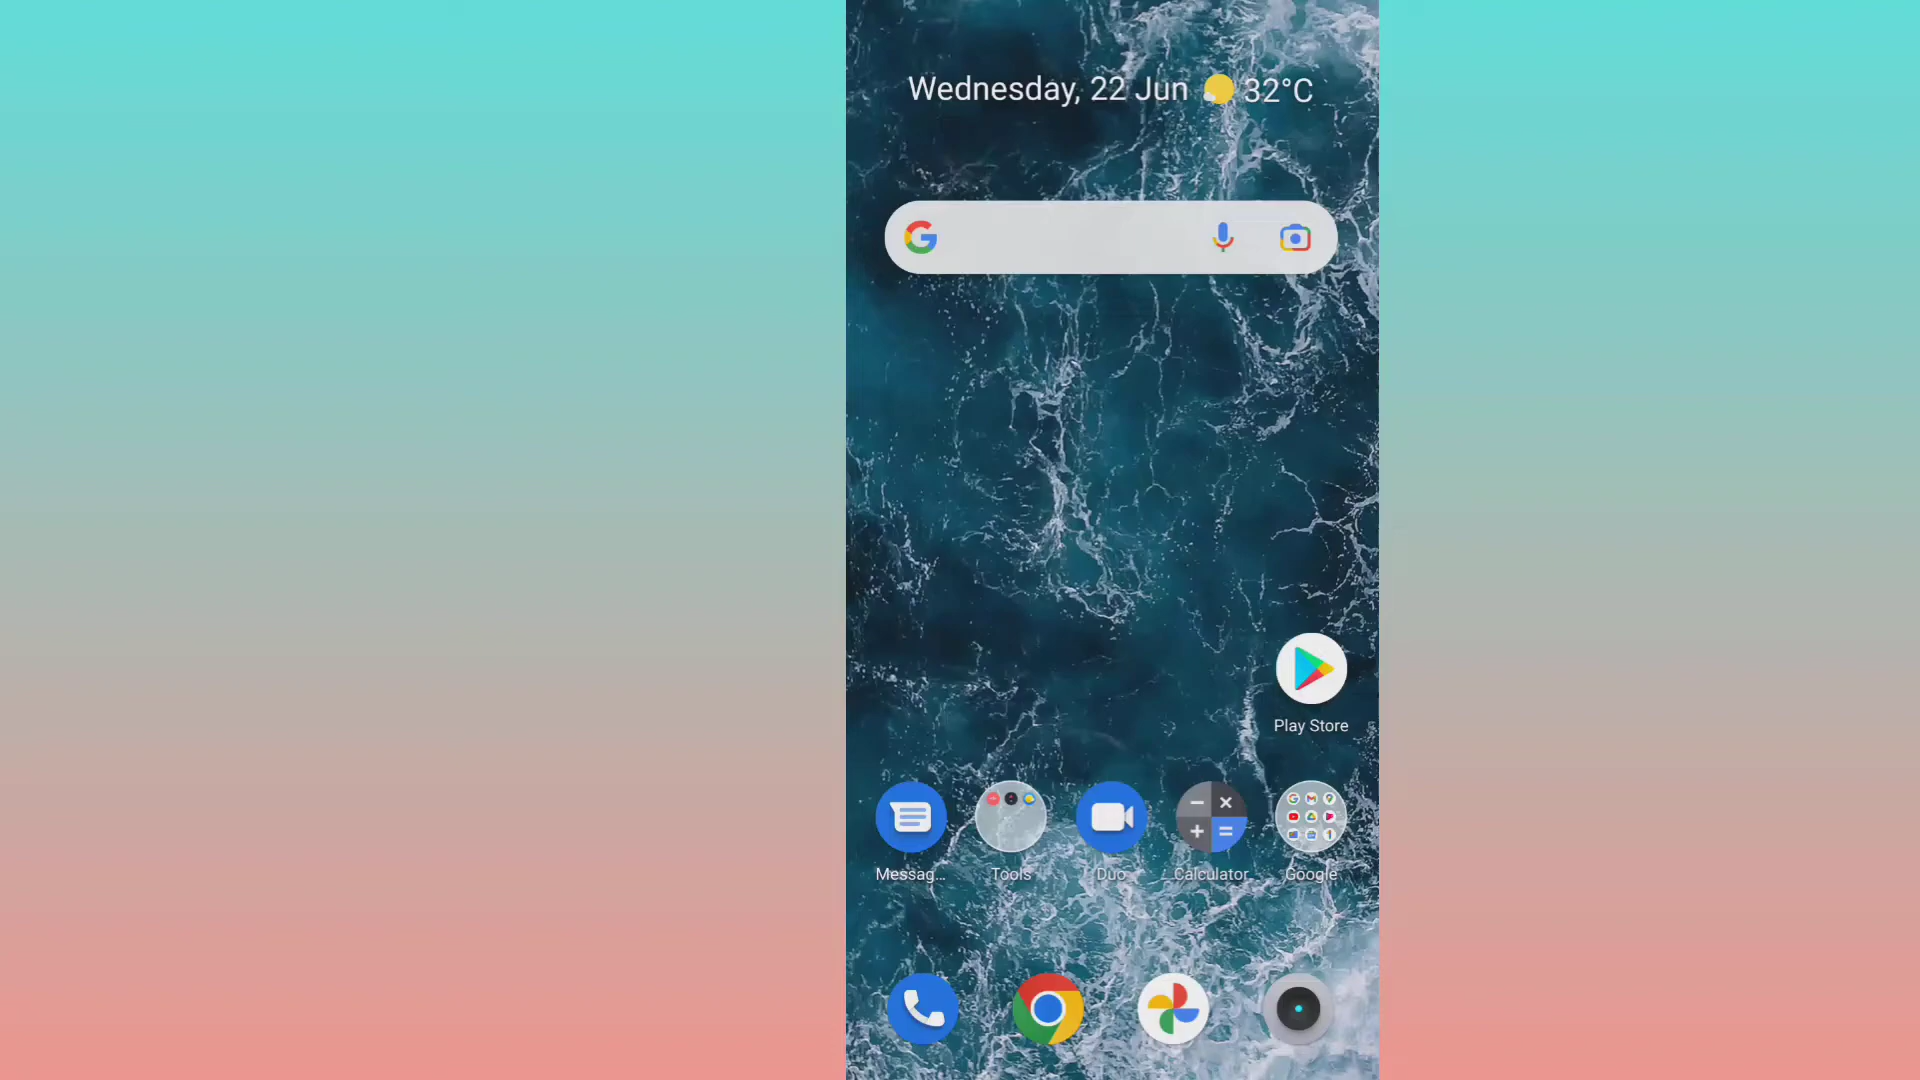 Wednesday, 22 Jun 32°C
Play Store
Messag...
Tools
Duo
Calculator
Google